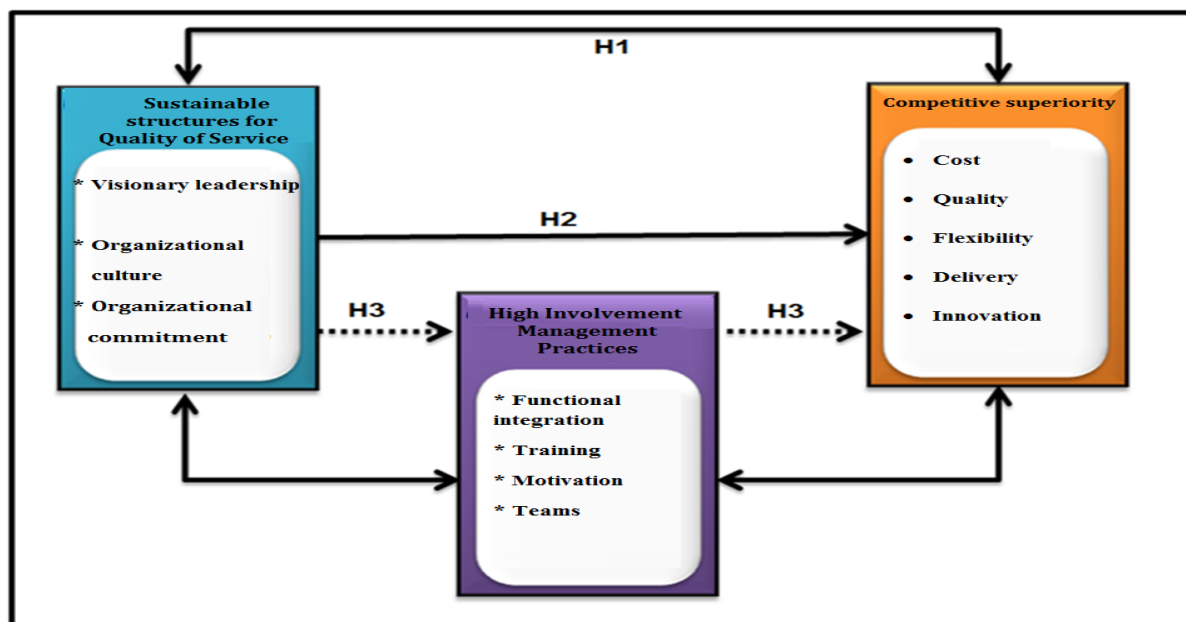 H1
Sustainable
structures for
Quality of Service
* Visionary leadership
* Organizational
culture
* Organizational
commitment
H2
H3
High Involvement
Management
Practices
* Functional
integration
* Training
* Motivation
* Teams
H3
Competitive superiority
• Cost
• Quality
• Flexibility
• Delivery
• Innovation